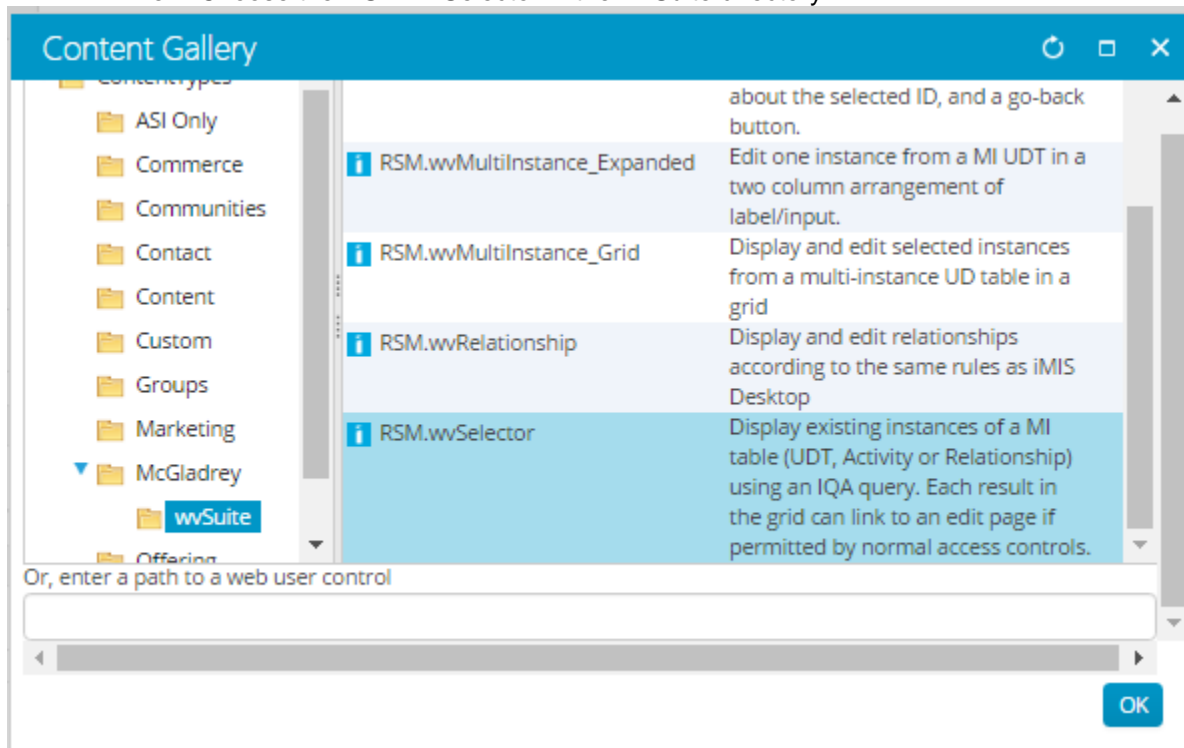 Content Gallery
ContentTypes
ASI Only
Commerce
Communities
Contact
Content
Custom
Groups
Marketing
McGladrey
wvSuite
Offering
about the selected ID, and a go-back
button.
RSM.wvMultiInstance_Expanded
Edit one instance from a MI UDT in a
two column arrangement of
label/input.
RSM.wvMultiInstance_Grid
Display and edit selected instances
from a multi-instance UD table in a
grid
RSM.wvRelationship
Display and edit relationships
according to the same rules as iMIS
Desktop
RSM.wvSelector
Display existing instances of a MI
table (UDT, Activity or Relationship)
using an IQA query. Each result in
the grid can link to an edit page if
permitted by normal access controls.
Or, enter a path to a web user control
OK